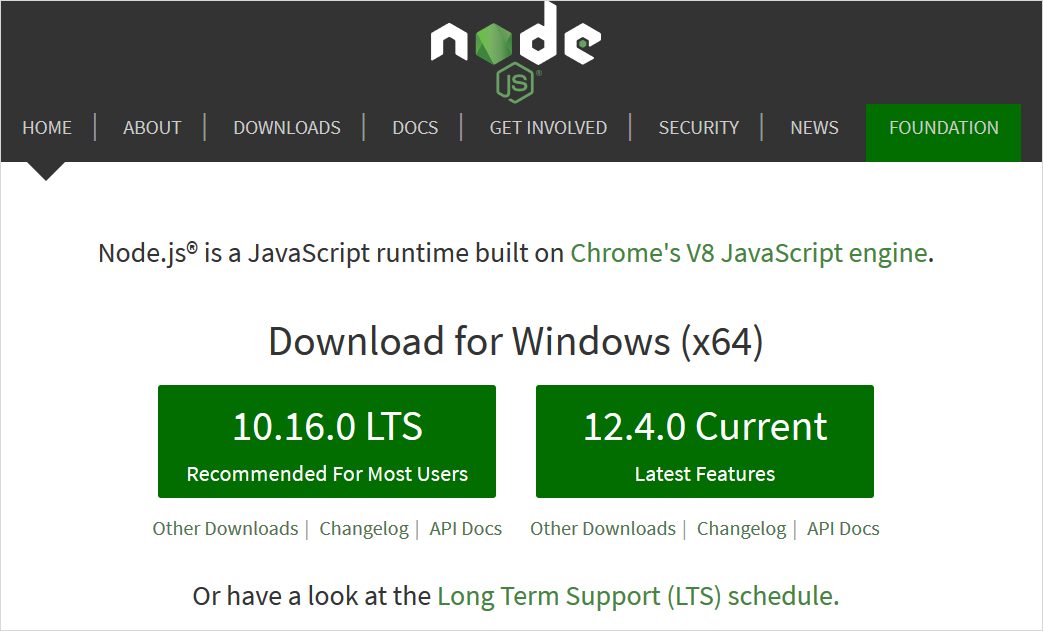 node
JS®
HOME | ABOUT | DOWNLOADS | DOCS | GET INVOLVED | SECURITY | NEWS FOUNDATION
Node.js® is a JavaScript runtime built on Chrome's V8 JavaScript engine.
Download for Windows (x64)
10.16.0 LTS
Recommended For Most Users
12.4.0 Current
Latest Features
Other Downloads | Changelog | API Docs
Other Downloads | Changelog | API Docs
Or have a look at the Long Term Support (LTS) schedule.